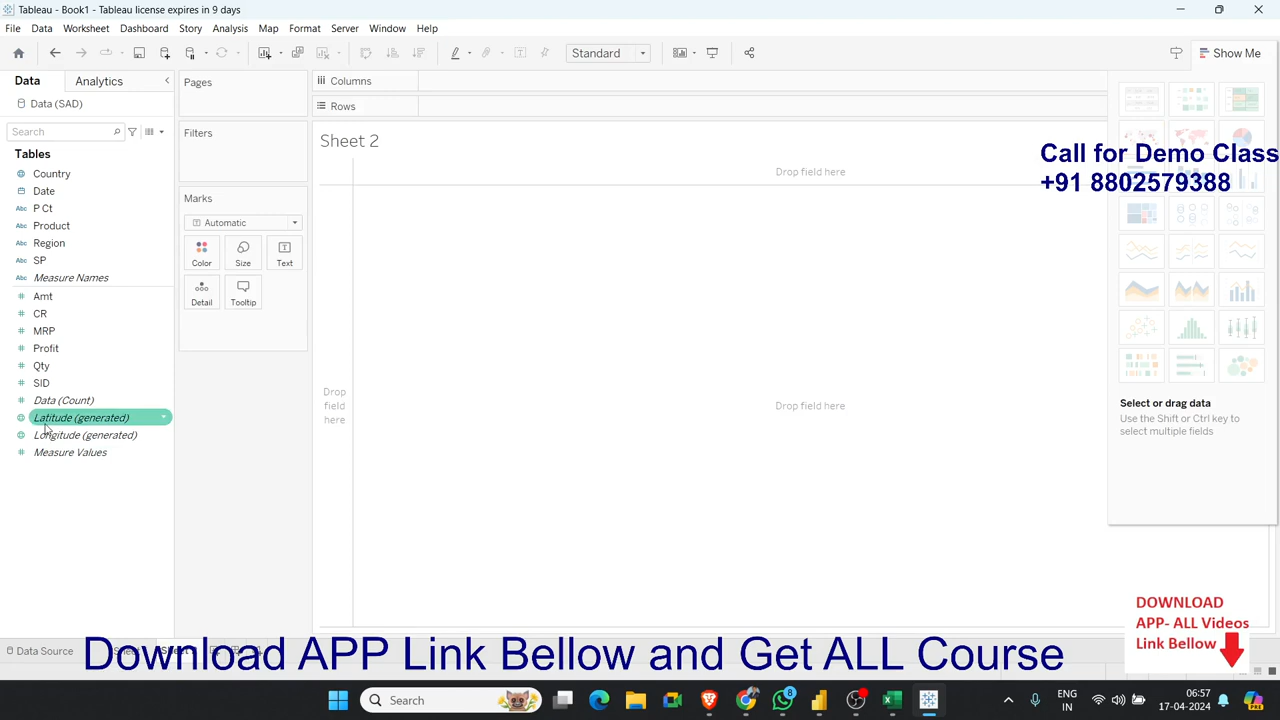 Tableau - Book1 - Tableau license expires in 9 days
File Data Worksheet Dashboard Story Analysis Map Format Server Window Help
Standard
Show Me
Data Analytics
Data (SAD)
Search
Tables
Country
Date
Abc P Ct
Abc Product
Abc Region
Abc SP
Abc Measure Names
Amt
CR
MRP
Profit
Qty
SID
Data (Count)
Latitude (generated)
Longitude (generated)
Measure Values
Pages
Filters
Marks
Automatic
Color Size Text
Detail Tooltip
Columns
Rows
Sheet 2
Drop field here
Drop
field
here
Drop field here
Call for Demo Class
+91 8802579388
Select or drag data
Use the Shift or Ctrl key to
select multiple fields
DOWNLOAD
APP- ALL Videos
Link Bellow
Data Source
Download APP Link Bellow and Get ALL Course
Search
8
ENG
IN
06:57
17-04-2024